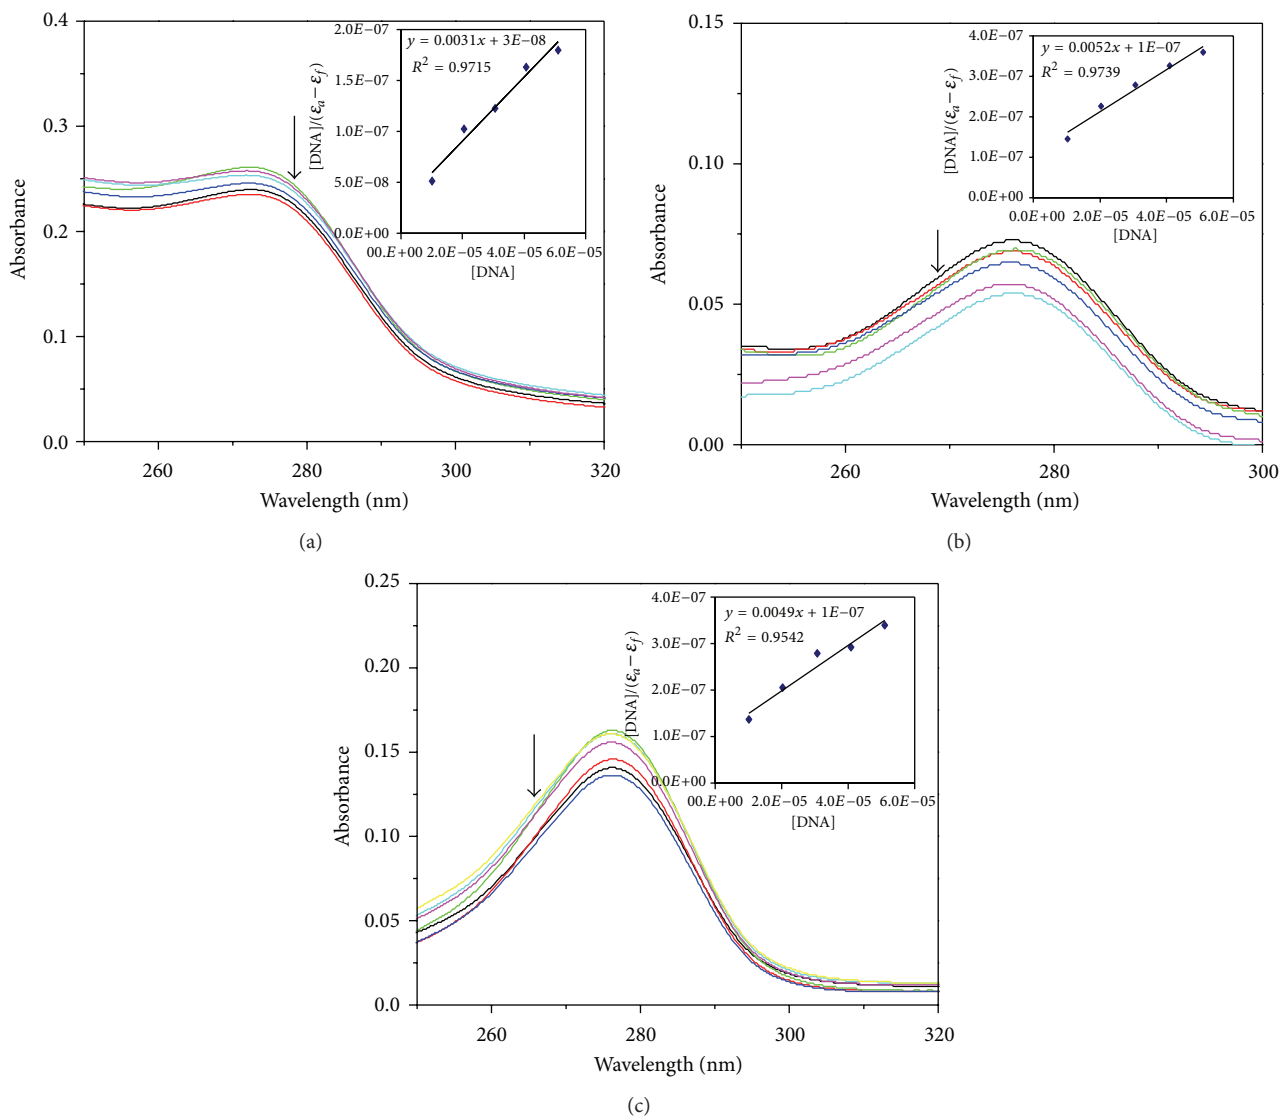 0.4
0.3
0.2
0.1
0.0
Absorbance
260
280
300
320
Wavelength (nm)
2.0E−07
1.5E−07
1.0E−07
5.0E−08
0.0E+00
[DNA]/(εa − εf)
y = 0.0031x + 3E−08
R² = 0.9715
00.E+00
2.0E−05
4.0E−05
6.0E−05
[DNA]
(a)
0.15
0.10
0.05
0.00
Absorbance
260
280
300
Wavelength (nm)
4.0E−07
3.0E−07
2.0E−07
1.0E−07
0.0E+00
[DNA]/(εa − εf)
y = 0.0052x + 1E−07
R² = 0.9739
0.0E+00
2.0E−05
4.0E−05
6.0E−05
[DNA]
(b)
0.25
0.20
0.15
0.10
0.05
0.0
Absorbance
260
280
300
320
Wavelength (nm)
4.0E−07
3.0E−07
2.0E−07
1.0E−07
0.0E+00
[DNA]/(εa − εf)
y = 0.0049x + 1E−07
R² = 0.9542
00.E+00
2.0E−05
4.0E−05
6.0E−05
[DNA]
(c)